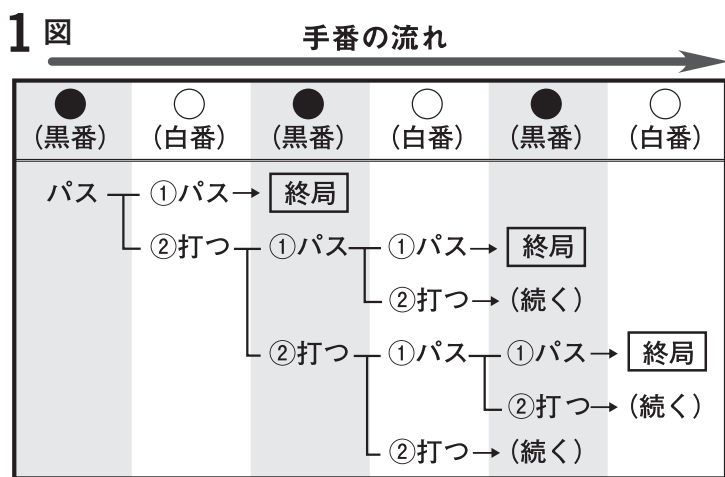 1図
手番の流れ
● ○ ● ○ ● ○
(黒番) (白番) (黒番) (白番) (黒番) (白番)
パス ①パス→ 終局
②打つ ①パス ①パス→ 終局
②打つ→(続く)
②打つ ①パス ①パス→ 終局
②打つ→(続く)
②打つ→(続く)